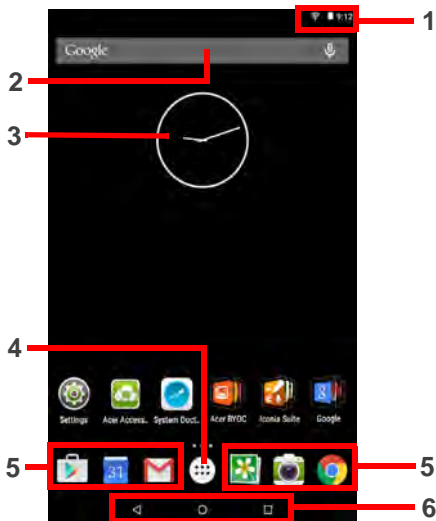 9:12
1
Google
2
3
4
Settings
Acer Access..
System Doct..
Acer BYOC
Iconia Suite
Google
5
31
5
6